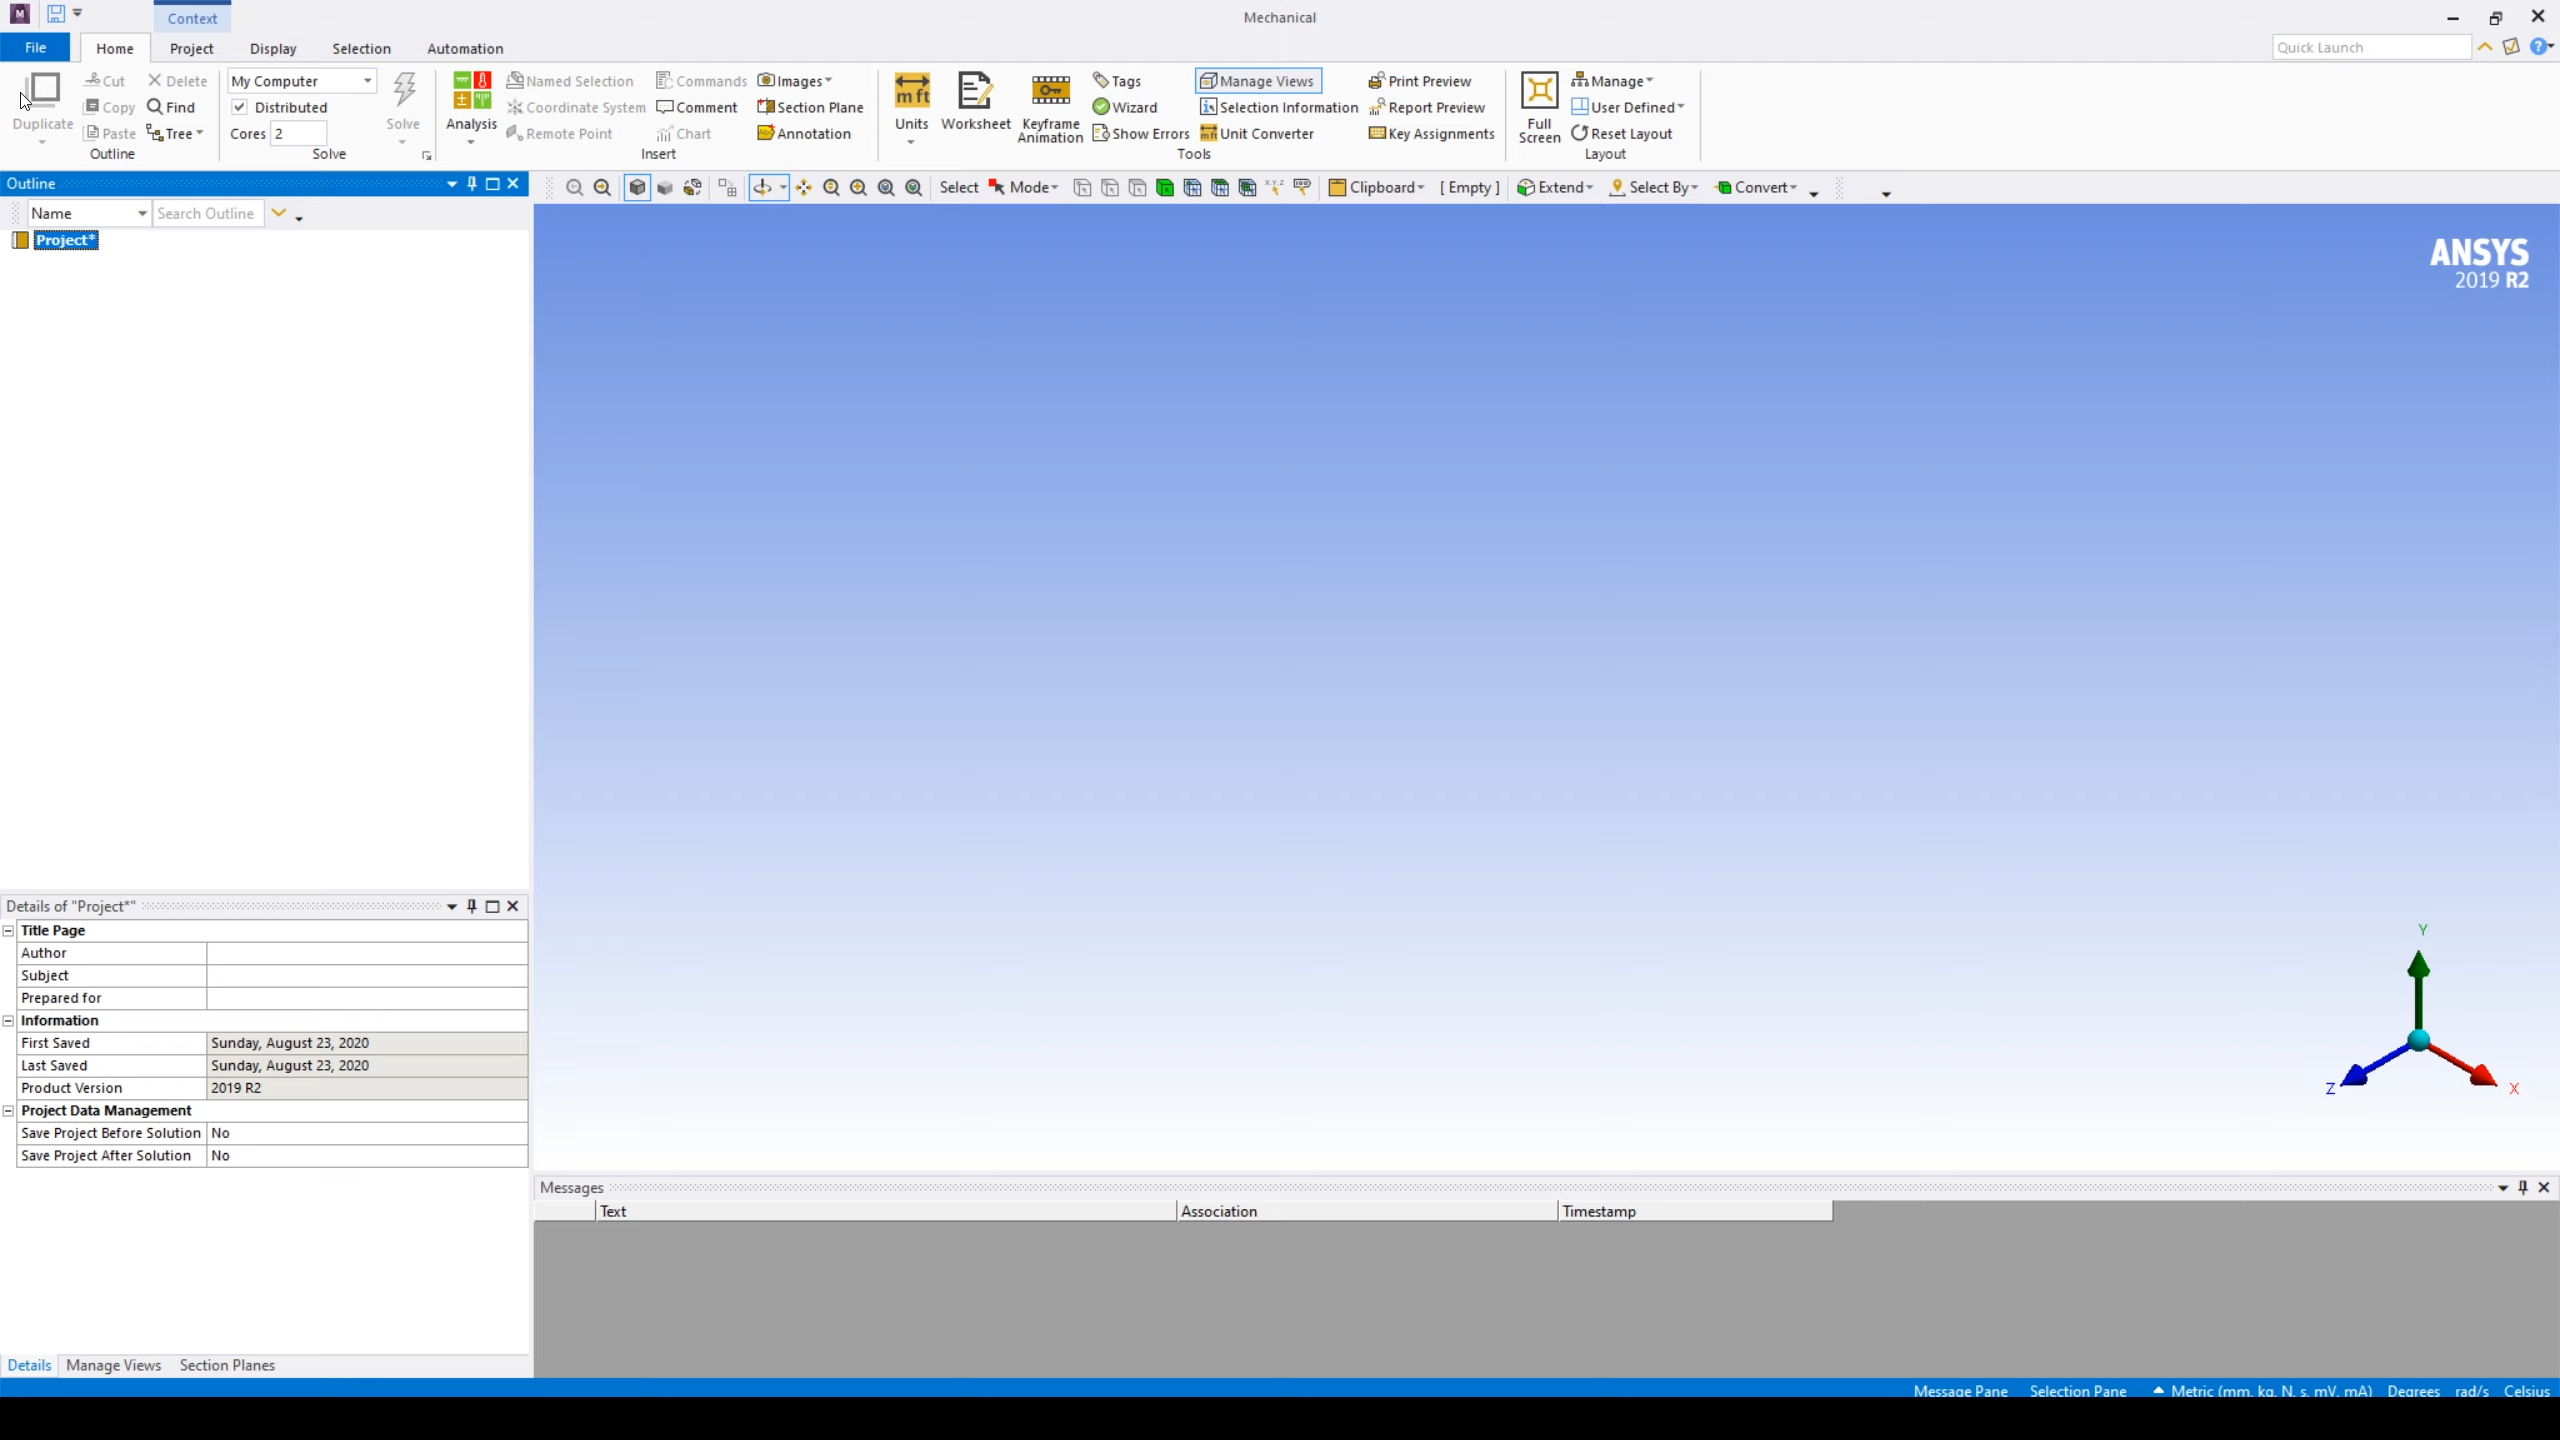 Context
Mechanical
File
Home
Project
Display
Selection
Automation
Quick Launch
Duplicate
Cut
Copy
Paste
Delete
Find
Tree
Outline
My Computer
Distributed
Cores 2
Solve
Solve
Analysis
Named Selection
Coordinate System
Remote Point
Commands
Comment
Chart
Images
Section Plane
Annotation
Insert
Units
Worksheet
Keyframe
Animation
Tags
Wizard
Show Errors
Manage Views
Selection Information
Unit Converter
Print Preview
Report Preview
Key Assignments
Tools
Full
Screen
Manage
User Defined
Reset Layout
Layout
Outline
Name
Search Outline
Project*
Select
Mode
Clipboard
[ Empty ]
Extend
Select By
Convert
ANSYS
2019 R2
Y
Z
X
Details of "Project*"
Title Page
Author
Subject
Prepared for
Information
First Saved Sunday, August 23, 2020
Last Saved Sunday, August 23, 2020
Product Version 2019 R2
Project Data Management
Save Project Before Solution No
Save Project After Solution No
Messages
Text Association Timestamp
Details Manage Views Section Planes
Message Pane Selection Pane Metric (mm, kg, N, s, mV, mA) Degrees rad/s Celsius